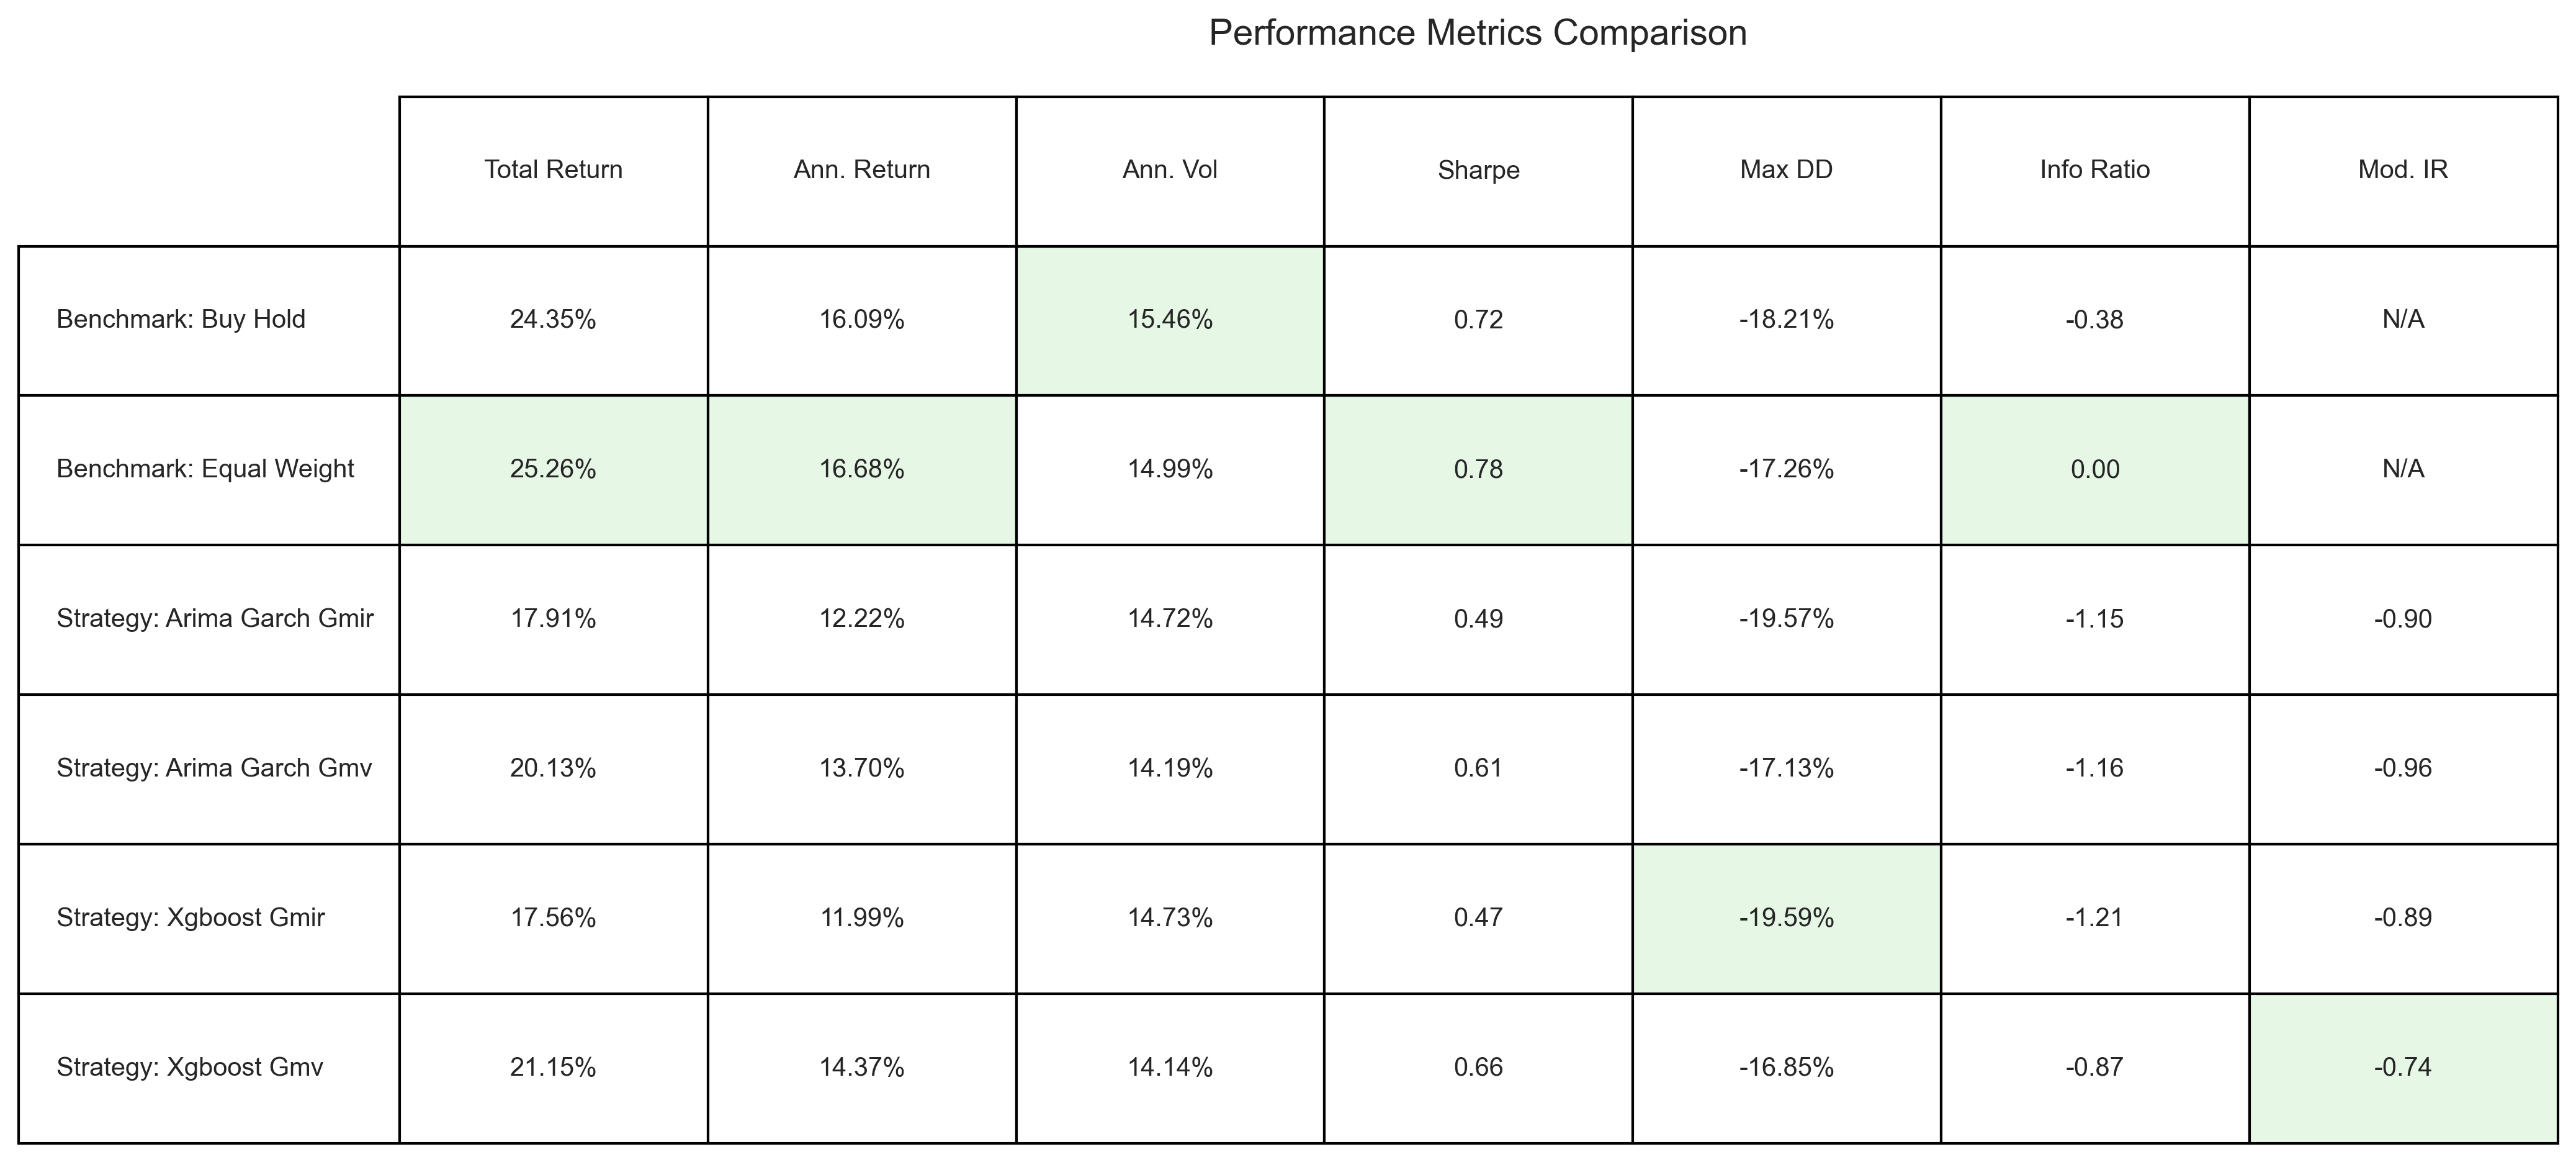 Performance Metrics Comparison
Total Return Ann. Return Ann. Vol Sharpe Max DD Info Ratio Mod. IR
Benchmark: Buy Hold 24.35% 16.09% 15.46% 0.72 -18.21% -0.38 N/A
Benchmark: Equal Weight 25.26% 16.68% 14.99% 0.78 -17.26% 0.00 N/A
Strategy: Arima Garch Gmir 17.91% 12.22% 14.72% 0.49 -19.57% -1.15 -0.90
Strategy: Arima Garch Gmv 20.13% 13.70% 14.19% 0.61 -17.13% -1.16 -0.96
Strategy: Xgboost Gmir 17.56% 11.99% 14.73% 0.47 -19.59% -1.21 -0.89
Strategy: Xgboost Gmv 21.15% 14.37% 14.14% 0.66 -16.85% -0.87 -0.74